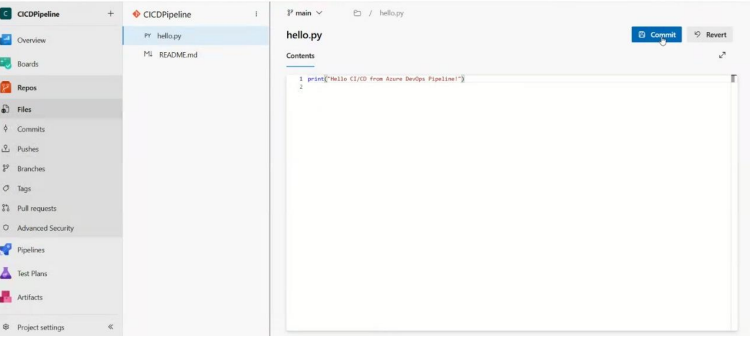 C CICDPipeline +
Overview
Boards
Repos
Files
Commits
Pushes
Branches
Tags
Pull requests
Advanced Security
Pipelines
Test Plans
Artifacts
Project settings
CICDPipeline
PY hello.py
M↓ README.md
main / hello.py
hello.py
Commit
Revert
Contents
1 print("Hello CI/CD from Azure DevOps Pipeline!")
2